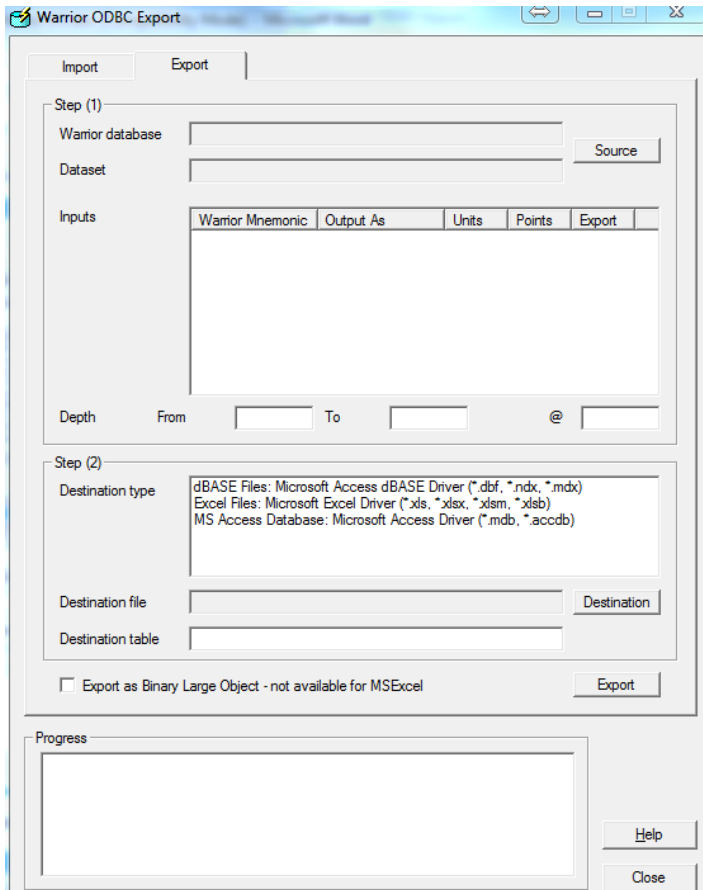 Warrior ODBC Export
Import Export
Step (1)
Warrior database
Source
Dataset
Inputs
Warrior Mnemonic Output As Units Points Export
Depth From To @
Step (2)
Destination type
dBASE Files: Microsoft Access dBASE Driver (*.dbf, *.ndx, *.mdx)
Excel Files: Microsoft Excel Driver (*.xls, *.xlsx, *.xlsm, *.xlsb)
MS Access Database: Microsoft Access Driver (*.mdb, *.accdb)
Destination file
Destination
Destination table
Export as Binary Large Object - not available for MSExcel
Export
Progress
Help
Close